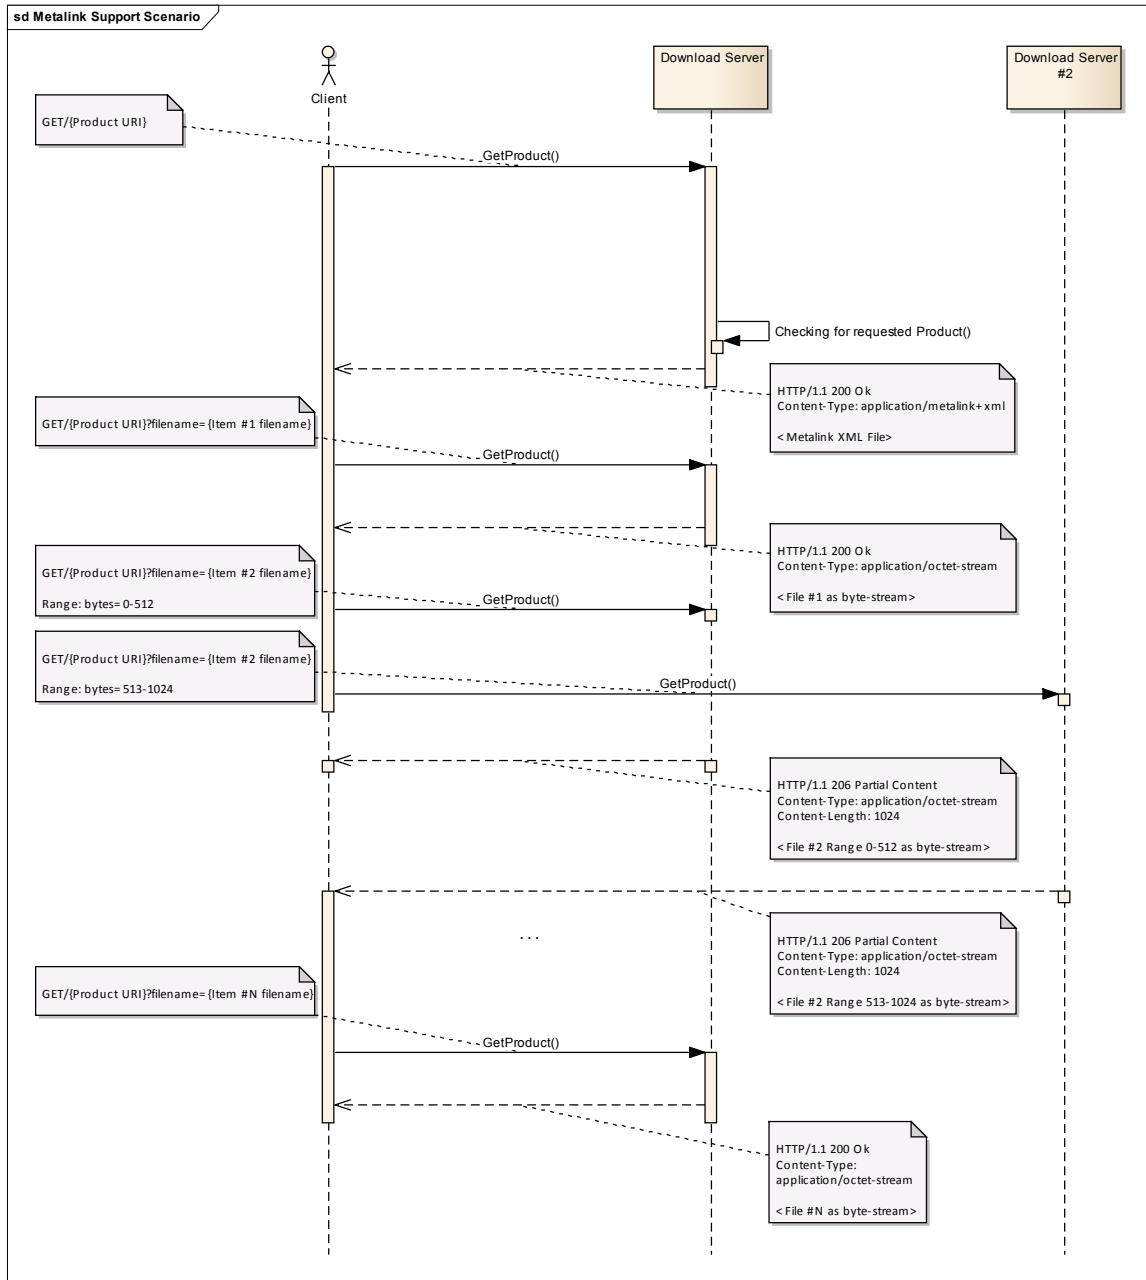 sd Metalink Support Scenario
Client
Download Server
Download Server
#2
GET/{Product URI}
GetProduct()
Checking for requested Product()
HTTP/1.1 200 Ok
Content-Type: application/metalink+xml
<Metalink XML File>
GET/{Product URI}?filename={Item #1 filename}
GetProduct()
HTTP/1.1 200 Ok
Content-Type: application/octet-stream
<File #1 as byte-stream>
GET/{Product URI}?filename={Item #2 filename}
Range: bytes=0-512
GetProduct()
GET/{Product URI}?filename={Item #2 filename}
Range: bytes=513-1024
GetProduct()
HTTP/1.1 206 Partial Content
Content-Type: application/octet-stream
Content-Length: 1024
<File #2 Range 0-512 as byte-stream>
...
HTTP/1.1 206 Partial Content
Content-Type: application/octet-stream
Content-Length: 1024
<File #2 Range 513-1024 as byte-stream>
GET/{Product URI}?filename={Item #N filename}
GetProduct()
HTTP/1.1 200 Ok
Content-Type:
application/octet-stream
<File #N as byte-stream>